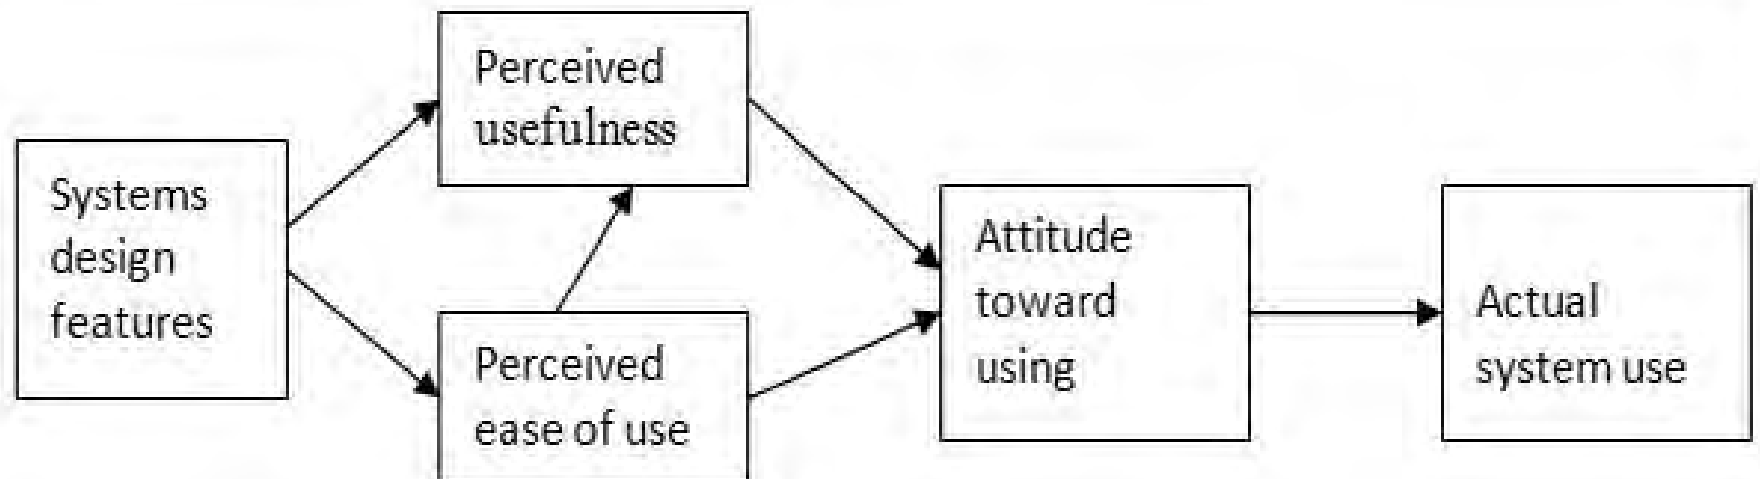 Systems
design
features
Perceived
usefulness
Perceived
ease of use
Attitude
toward
using
Actual
system use